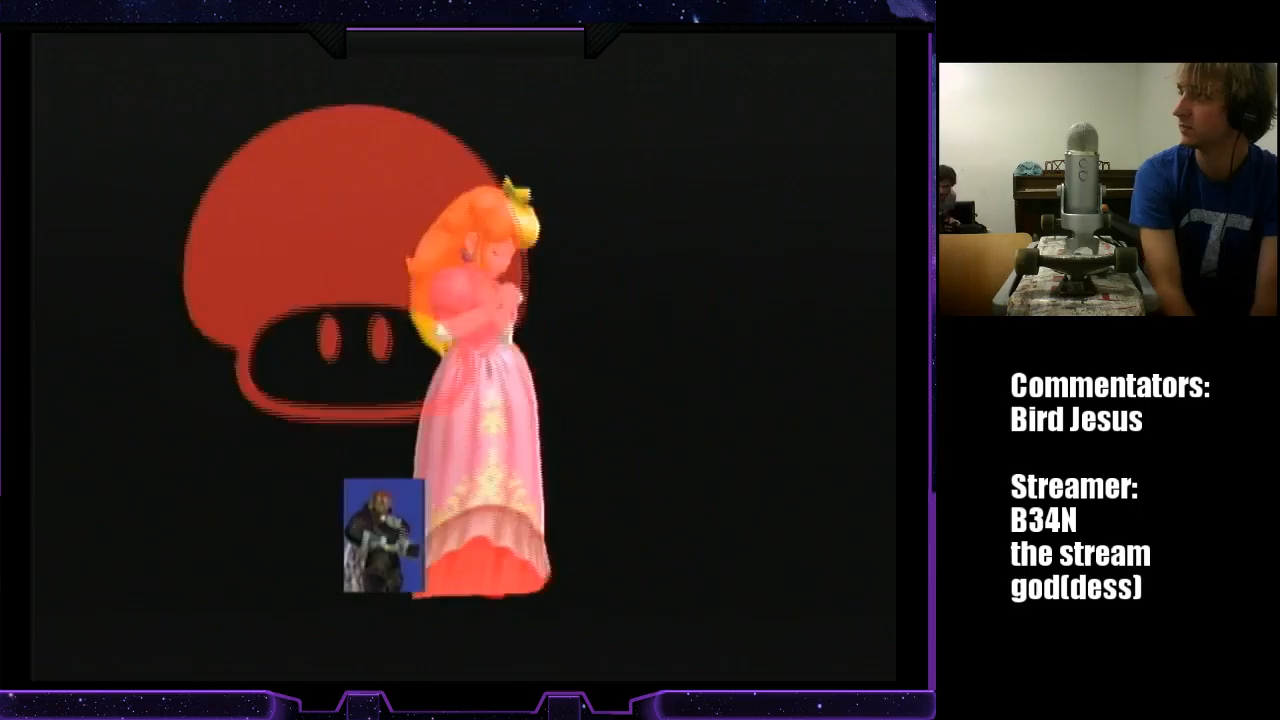 Commentators:
Bird Jesus
Streamer:
B34N
the stream
god(dess)